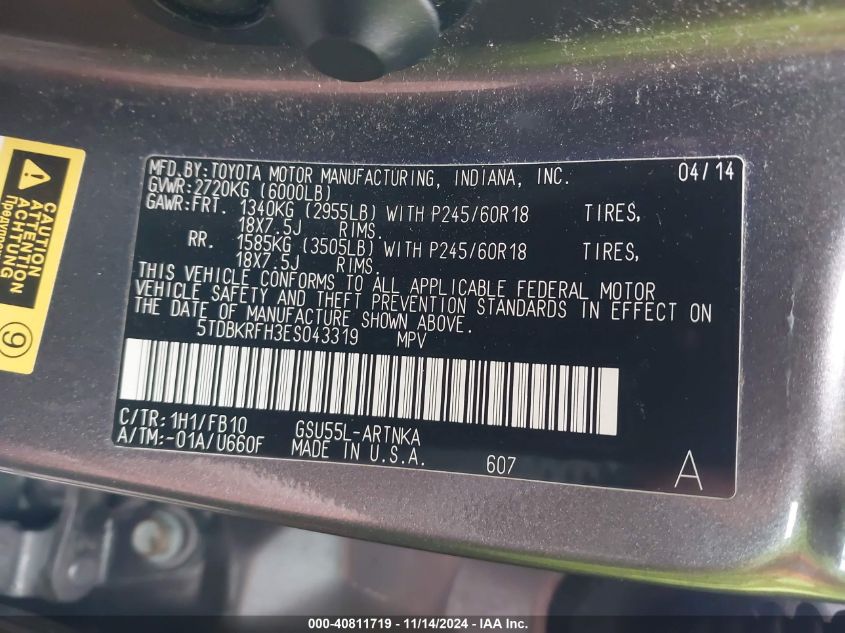 MFD.BY:TOYOTA MOTOR MANUFACTURING, INDIANA, INC. 04/14
GVWR:2720KG (6000LB)
GAWR:FRT. 1340KG (2955LB) WITH P245/60R18 TIRES,
18X7.5J RIMS.
RR. 1585KG (3505LB) WITH P245/60R18 TIRES,
18X7.5J RIMS.
THIS VEHICLE CONFORMS TO ALL APPLICABLE FEDERAL MOTOR
VEHICLE SAFETY AND THEFT PREVENTION STANDARDS IN EFFECT ON
THE DATE OF MANUFACTURE SHOWN ABOVE.
5TDBKRFH3ES043319 MPV
C/TR:1H1/FB10 GSU55L-ARTNKA
A/TM:-01A/U660F MADE IN U.S.A. 607 A
CAUTION
ATTENTION
ACHTUNG
9
000-40811719 - 11/14/2024 - IAA Inc.